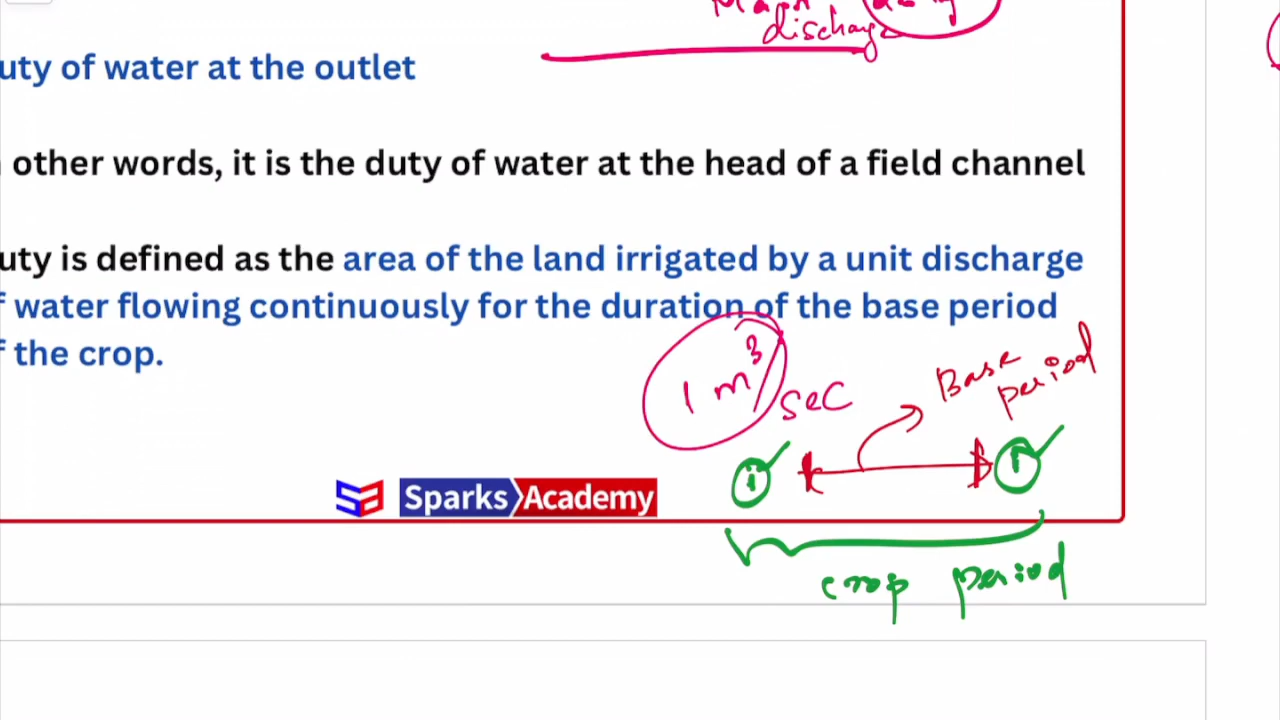 discharge
uty of water at the outlet
other words, it is the duty of water at the head of a field channel
uty is defined as the area of the land irrigated by a unit discharge
f water flowing continuously for the duration of the base period
f the crop.
1 m³/sec
Base period
Sparks Academy
crop period